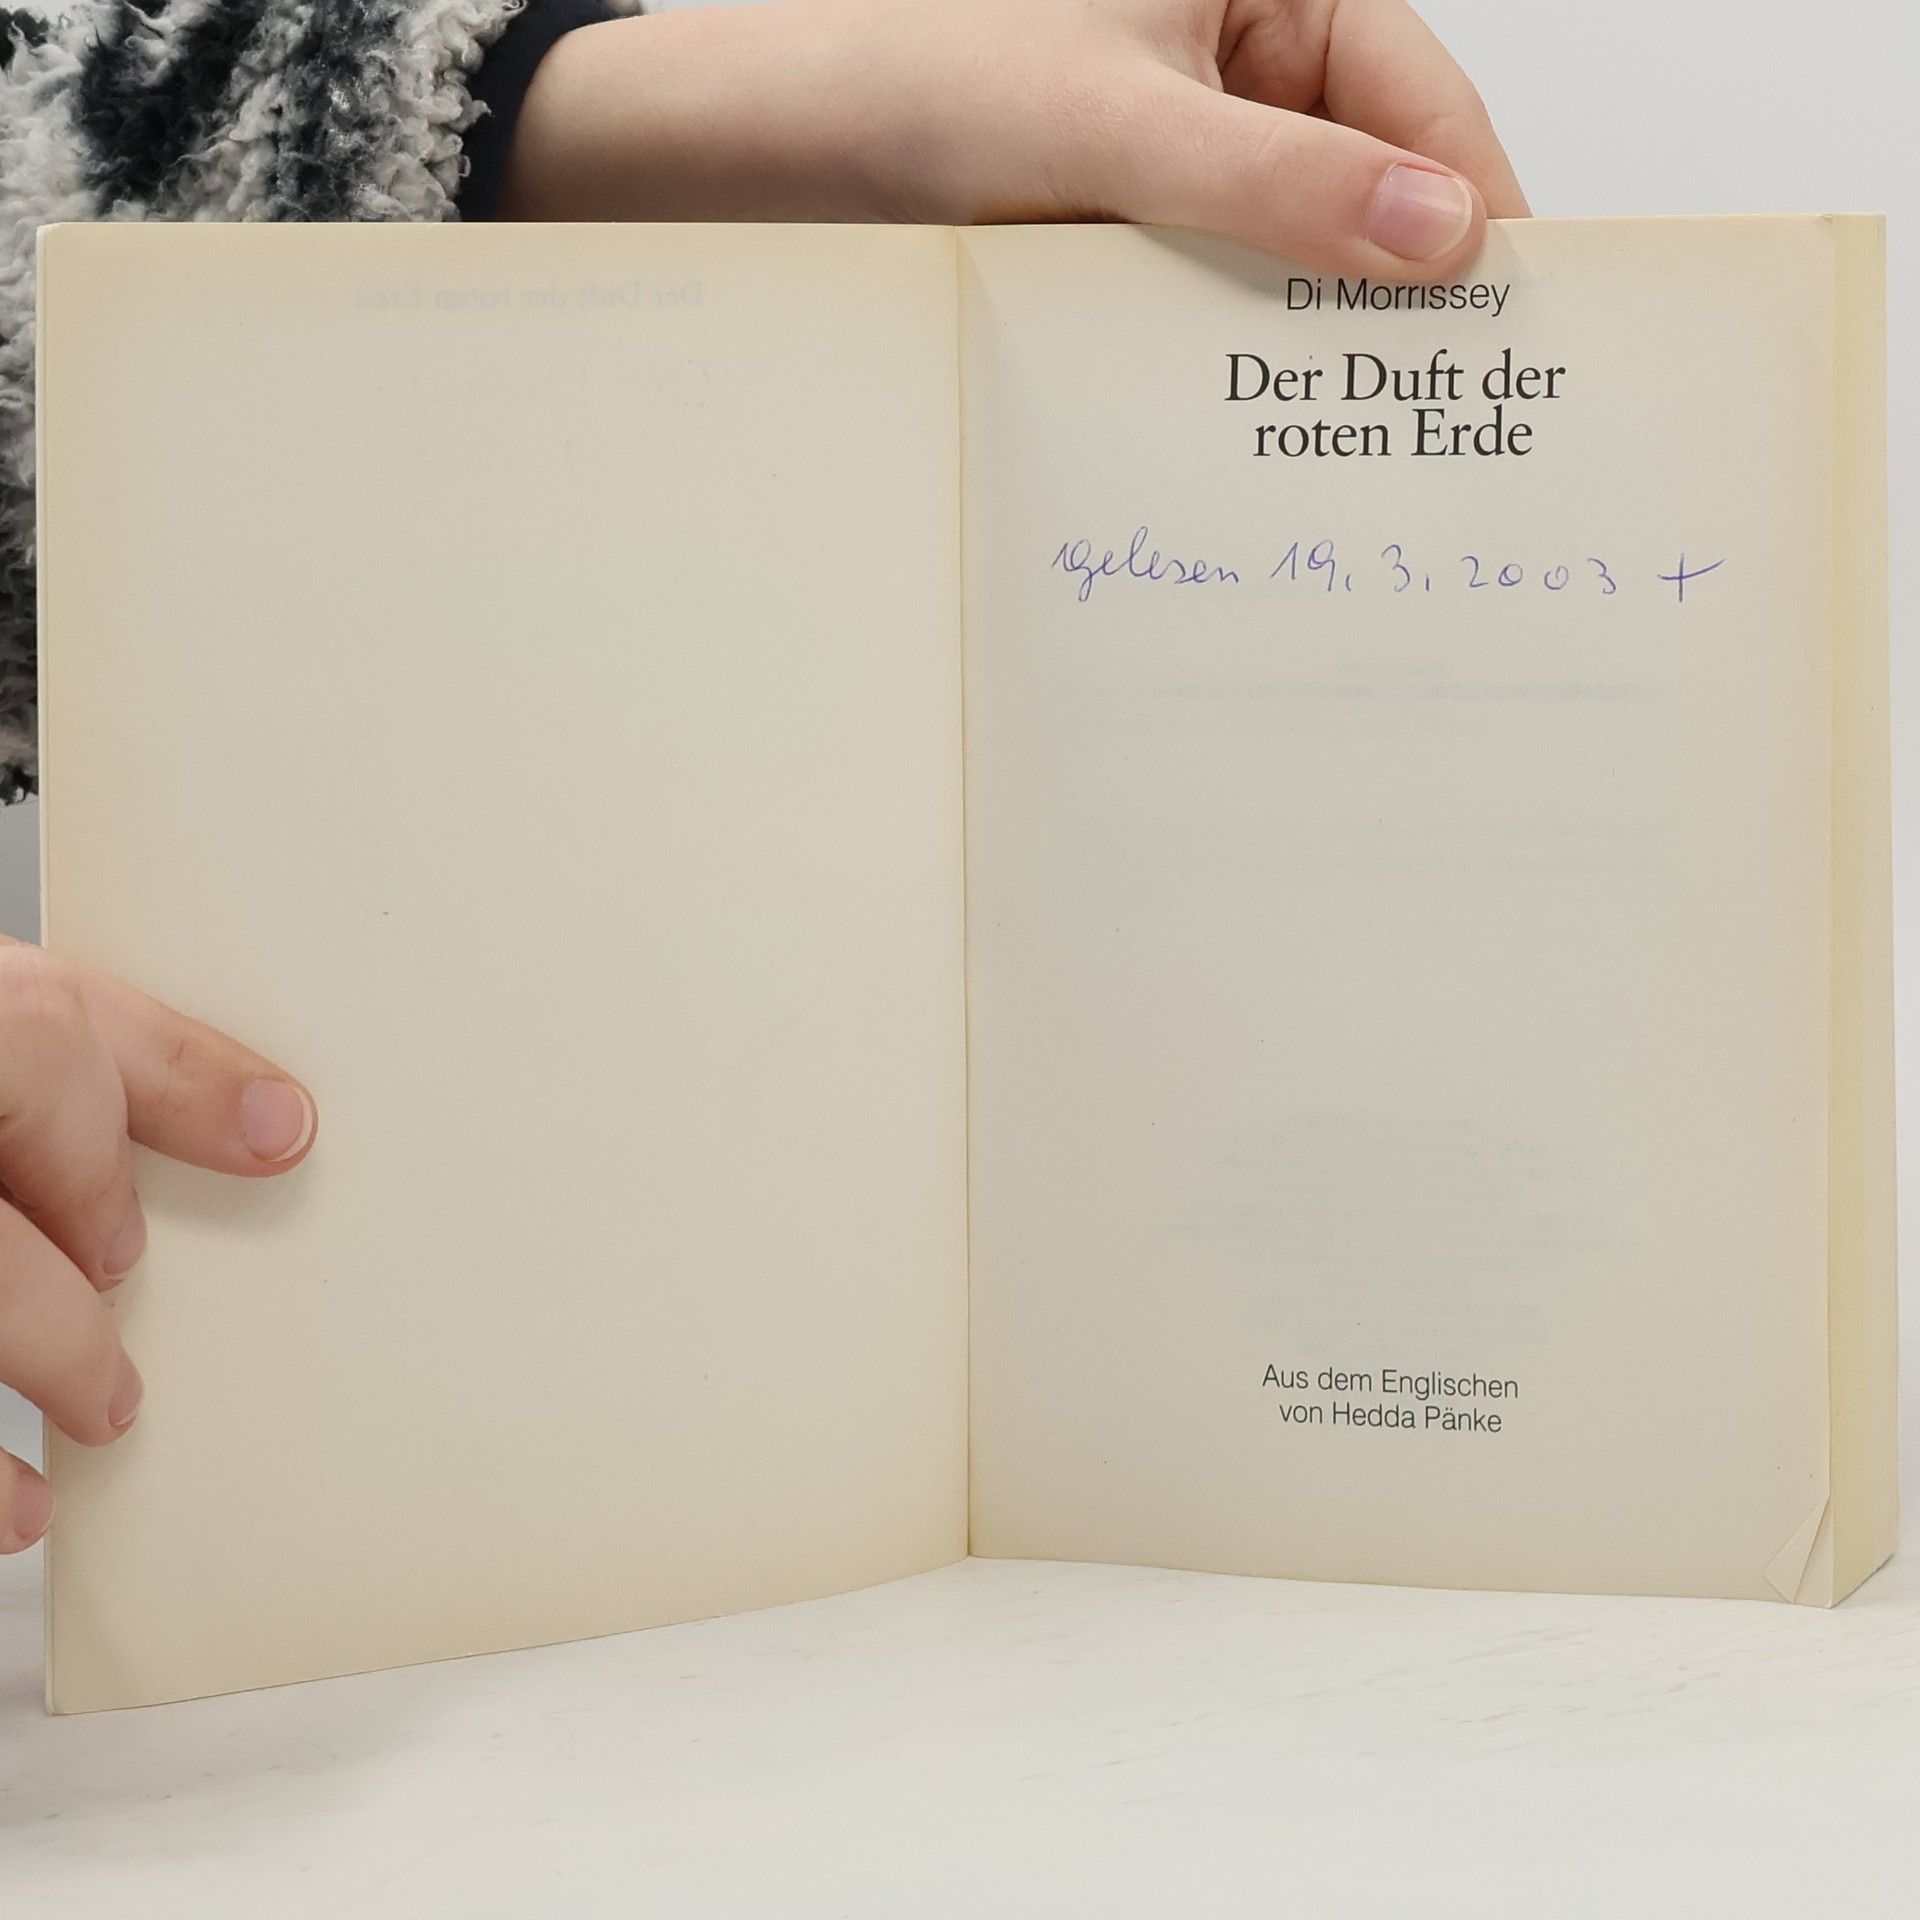 Di Morrissey
Der Duft der
roten Erde
gelesen 19. 3. 2003 +
Aus dem Englischen
von Hedda Pänke